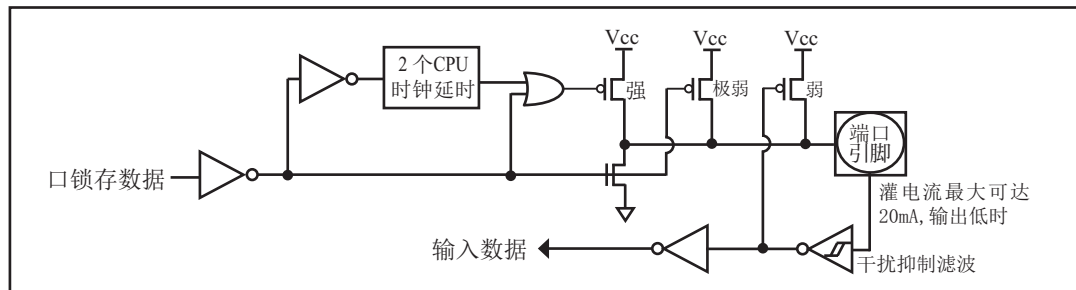 Vcc
Vcc
Vcc
2 个CPU
时钟延时
强
极弱
弱
端口
引脚
口锁存数据
灌电流最大可达
20mA,输出低时
输入数据
干扰抑制滤波